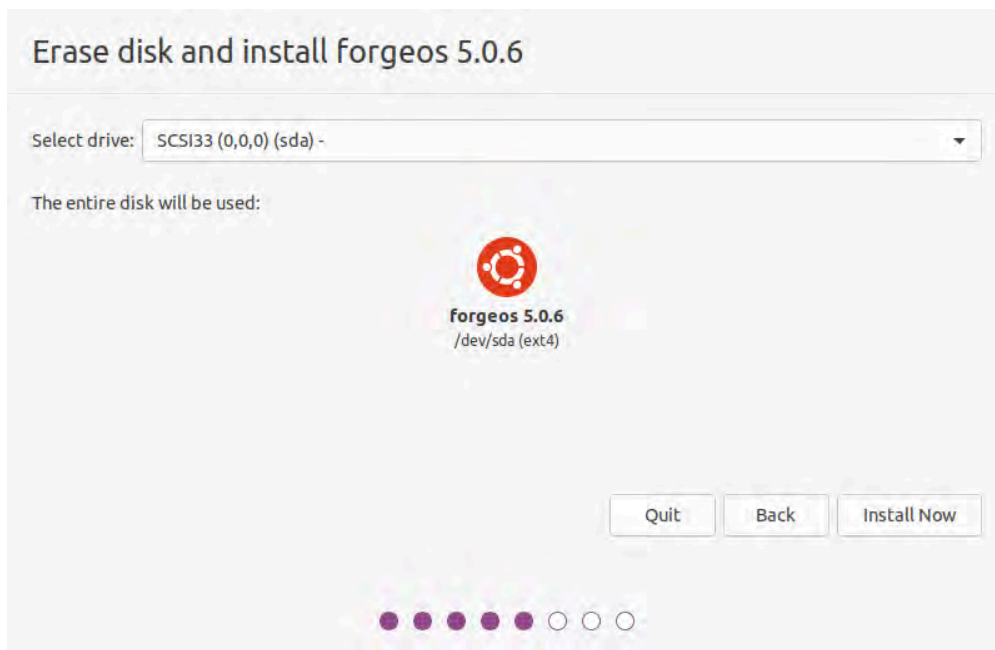 Erase disk and install forgeos 5.0.6
Select drive: SCSI33 (0,0,0) (sda) -
The entire disk will be used:
forgeos 5.0.6
/dev/sda (ext4)
Quit Back Install Now